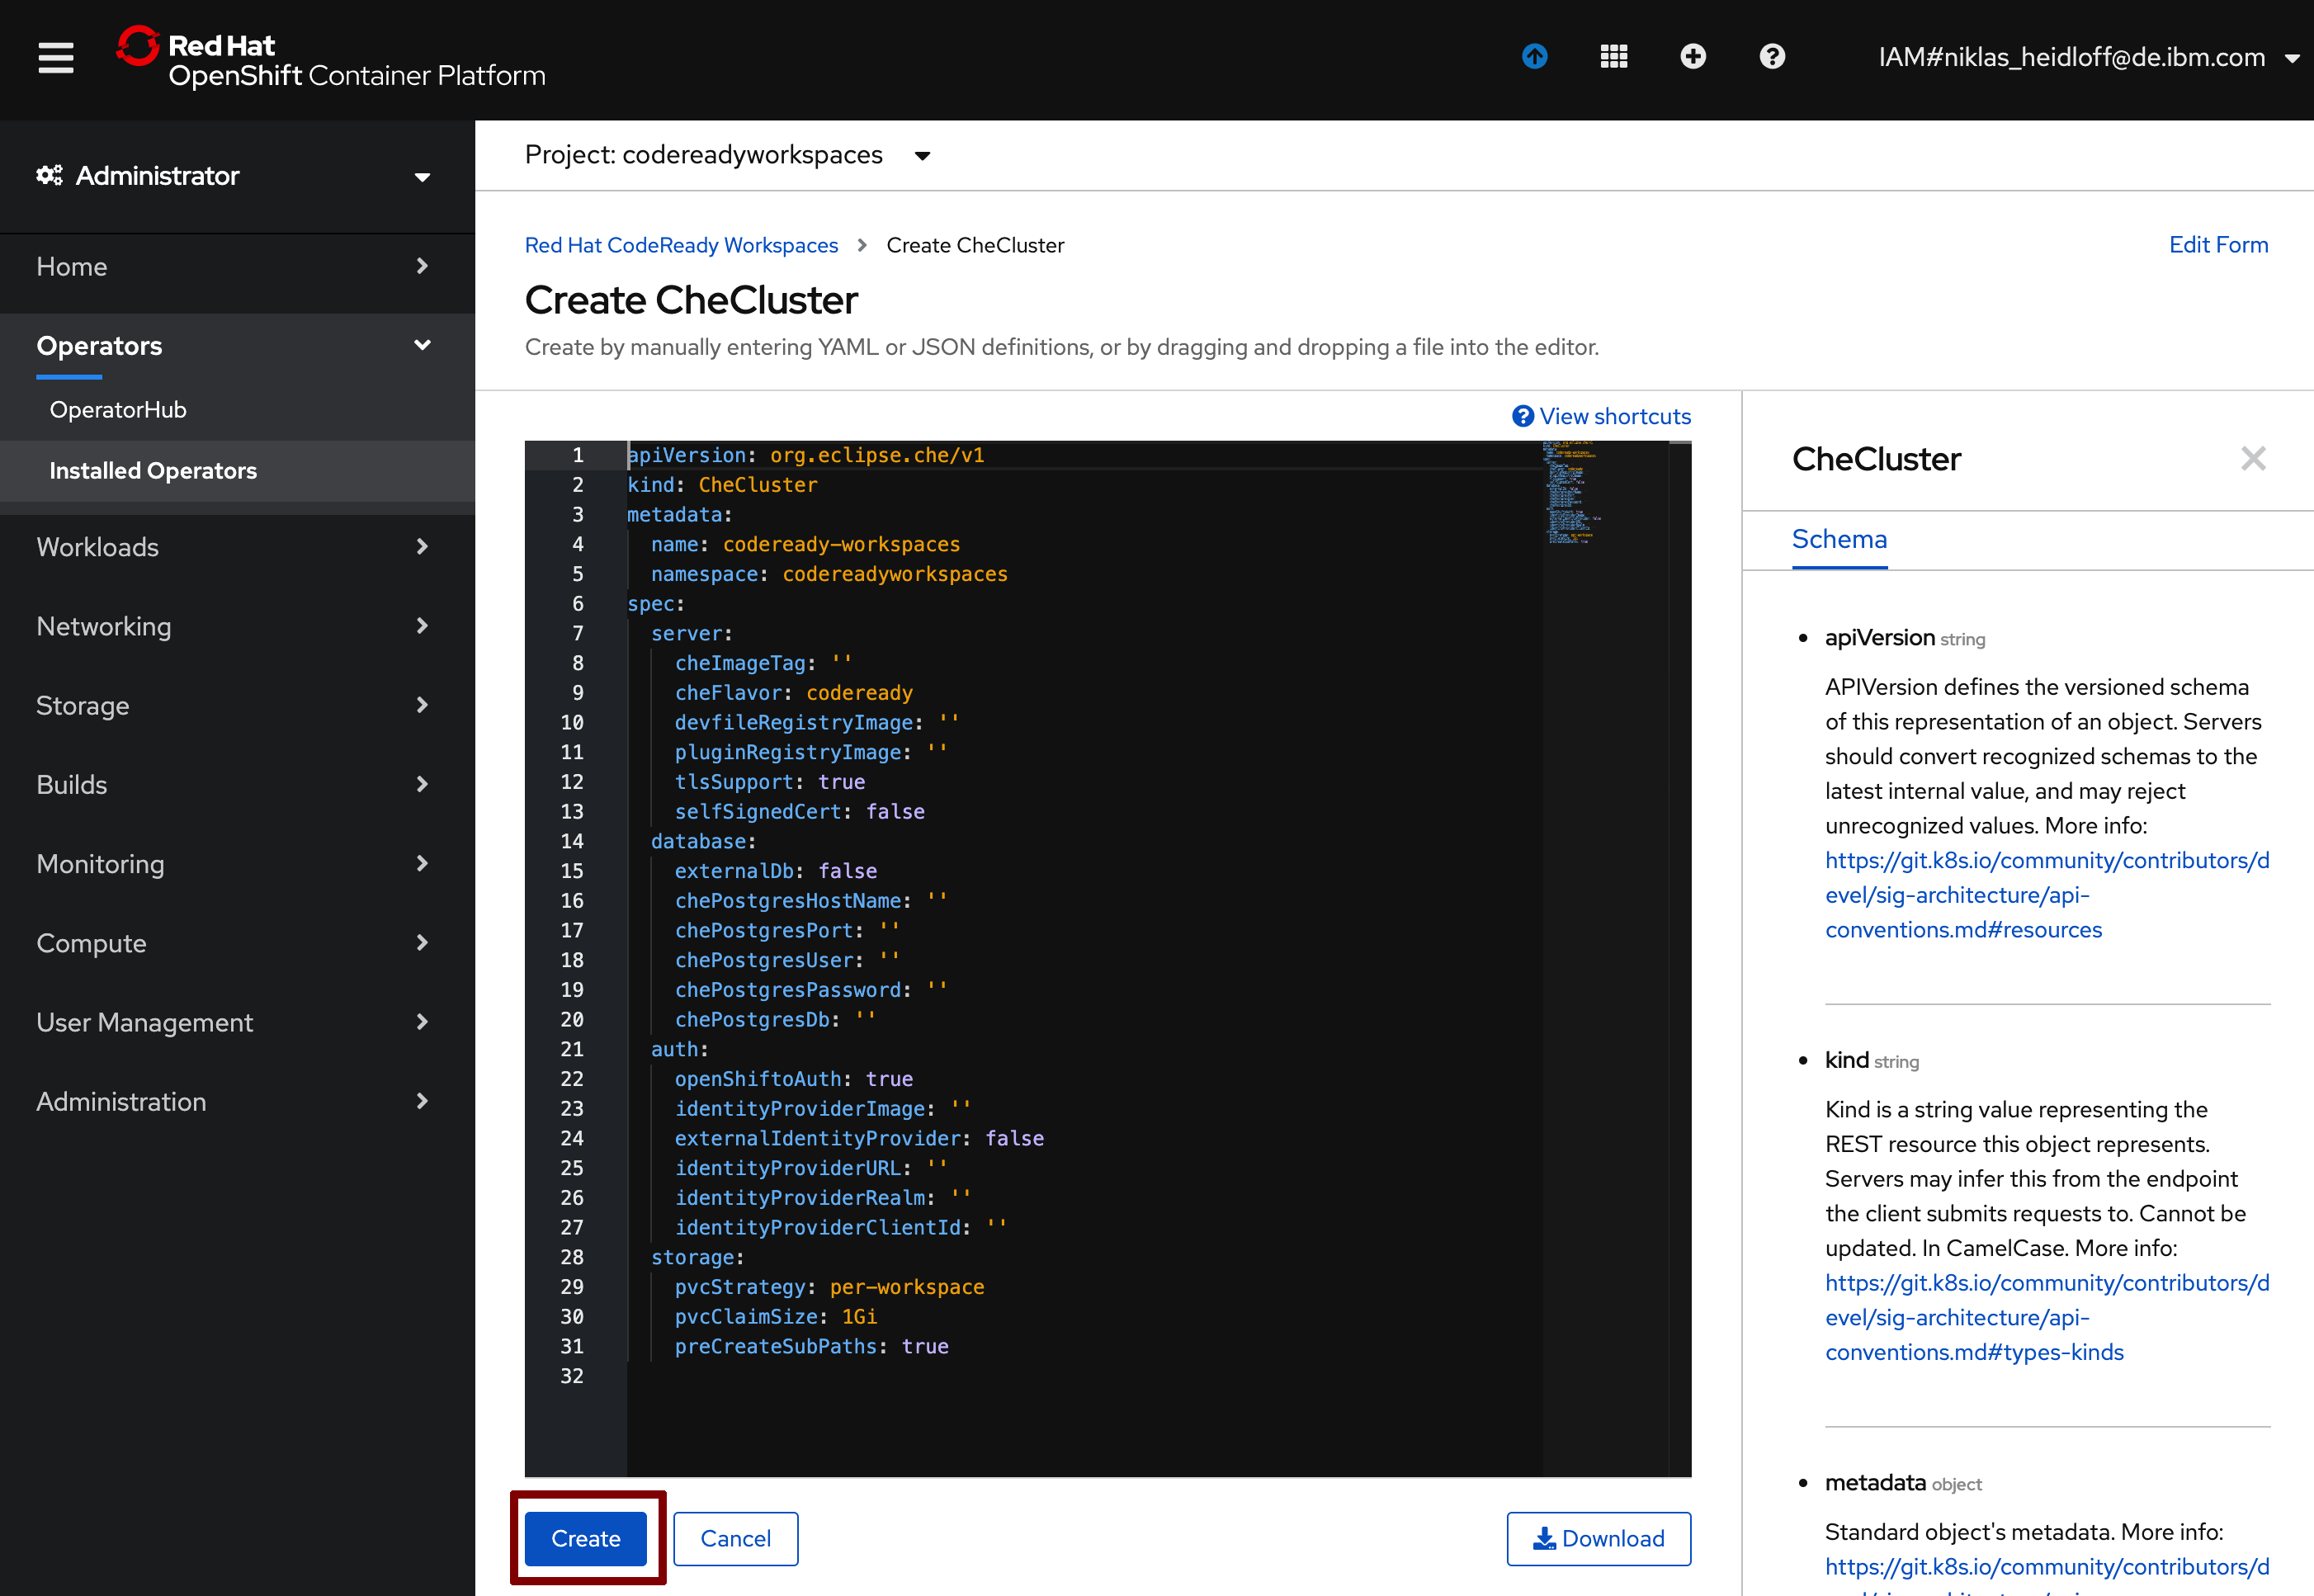 Red Hat
OpenShift Container Platform
IAM#niklas_heidloff@de.ibm.com
Administrator
Home
Operators
OperatorHub
Installed Operators
Workloads
Networking
Storage
Builds
Monitoring
Compute
User Management
Administration
Project: codereadyworkspaces
Red Hat CodeReady Workspaces > Create CheCluster
Edit Form
Create CheCluster
Create by manually entering YAML or JSON definitions, or by dragging and dropping a file into the editor.
View shortcuts
1 apiVersion: org.eclipse.che/v1
2 kind: CheCluster
3 metadata:
4 name: codeready-workspaces
5 namespace: codereadyworkspaces
6 spec:
7 server:
8 cheImageTag: ''
9 cheFlavor: codeready
10 devfileRegistryImage: ''
11 pluginRegistryImage: ''
12 tlsSupport: true
13 selfSignedCert: false
14 database:
15 externalDb: false
16 chePostgresHostName: ''
17 chePostgresPort: ''
18 chePostgresUser: ''
19 chePostgresPassword: ''
20 chePostgresDb: ''
21 auth:
22 openShiftoAuth: true
23 identityProviderImage: ''
24 externalIdentityProvider: false
25 identityProviderURL: ''
26 identityProviderRealm: ''
27 identityProviderClientId: ''
28 storage:
29 pvcStrategy: per-workspace
30 pvcClaimSize: 1Gi
31 preCreateSubPaths: true
32
Create
Cancel
Download
CheCluster
Schema
• apiVersion string
APIVersion defines the versioned schema
of this representation of an object. Servers
should convert recognized schemas to the
latest internal value, and may reject
unrecognized values. More info:
https://git.k8s.io/community/contributors/d
evel/sig-architecture/api-
conventions.md#resources
• kind string
Kind is a string value representing the
REST resource this object represents.
Servers may infer this from the endpoint
the client submits requests to. Cannot be
updated. In CamelCase. More info:
https://git.k8s.io/community/contributors/d
evel/sig-architecture/api-
conventions.md#types-kinds
• metadata object
Standard object's metadata. More info:
https://git.k8s.io/community/contributors/d